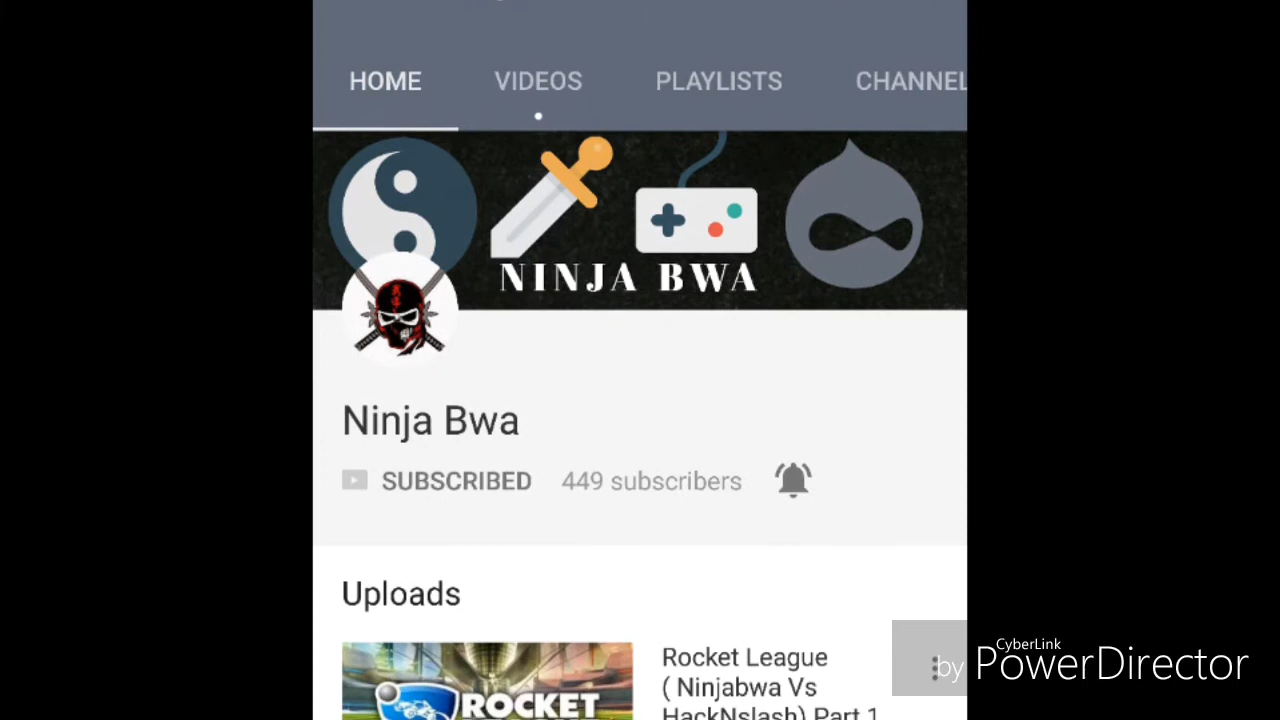 HOME VIDEOS PLAYLISTS CHANNEL
NINJA BWA
Ninja Bwa
SUBSCRIBED 449 subscribers
Uploads
Rocket League
( Ninjabwa Vs
HackNslash) Part 1
ROCKET
CyberLink
by PowerDirector